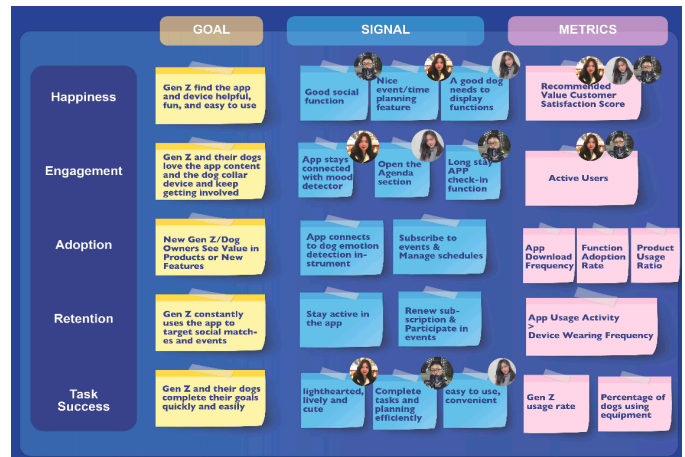 GOAL
SIGNAL
METRICS
Happiness
Gen Z find the app
and device helpful,
fun, and easy to use
Good social
function
Nice
event/time
planning
feature
A good dog
needs to
display
functions
Recommended
Value Customer
Satisfaction Score
Engagement
Gen Z and their dogs
love the app content
and the dog collar
device and keep
getting involved
App stays
connected
with mood
detector
Open the
Agenda
section
Long stay
APP
check-in
function
Active Users
Adoption
New Gen Z/Dog
Owners See Value in
Products or New
Features
App connects
to dog emotion
detection in-
strument
Subscribe to
events &
Manage schedules
App
Download
Frequency
Function
Adoption
Rate
Product
Usage
Ratio
Retention
Gen Z constantly
uses the app to
target social match-
es and events
Stay active in
the app
Renew sub-
scription &
Participate in
events
App Usage Activity
>
Device Wearing Frequency
Task
Success
Gen Z and their dogs
complete their goals
quickly and easily
lighthearted,
lively and
cute
Complete
tasks and
planning
efficiently
easy to use,
convenient
Gen Z
usage rate
Percentage of
dogs using
equipment